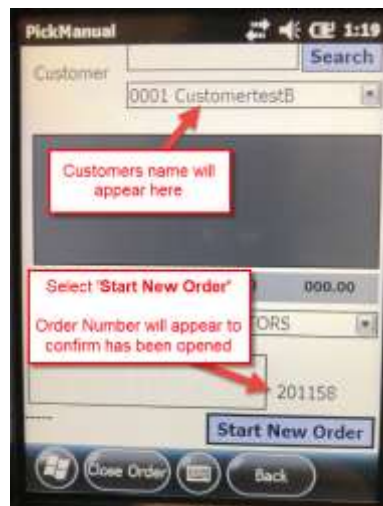 PickManual 1:19
Search
Customer
0001 CustomertestB
Customers name will
appear here
Select 'Start New Order'
000.00
Order Number will appear to
confirm has been opened
TORS
201158
-----
Start New Order
Close Order
Back